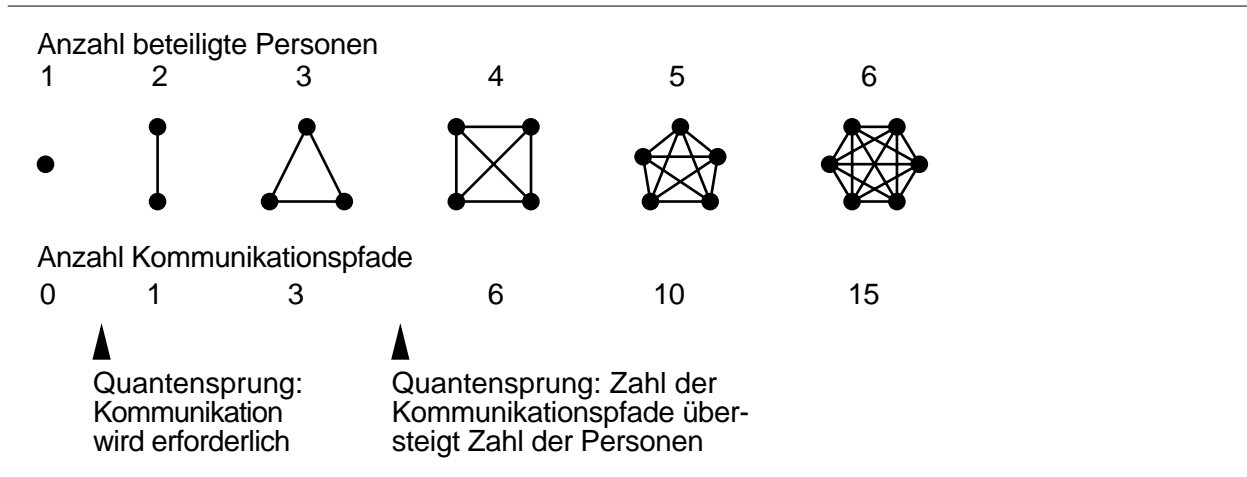 Anzahl beteiligte Personen
1 2 3 4 5 6
Anzahl Kommunikationspfade
0 1 3 6 10 15
Quantensprung:
Kommunikation
wird erforderlich
Quantensprung: Zahl der
Kommunikationspfade über-
steigt Zahl der Personen